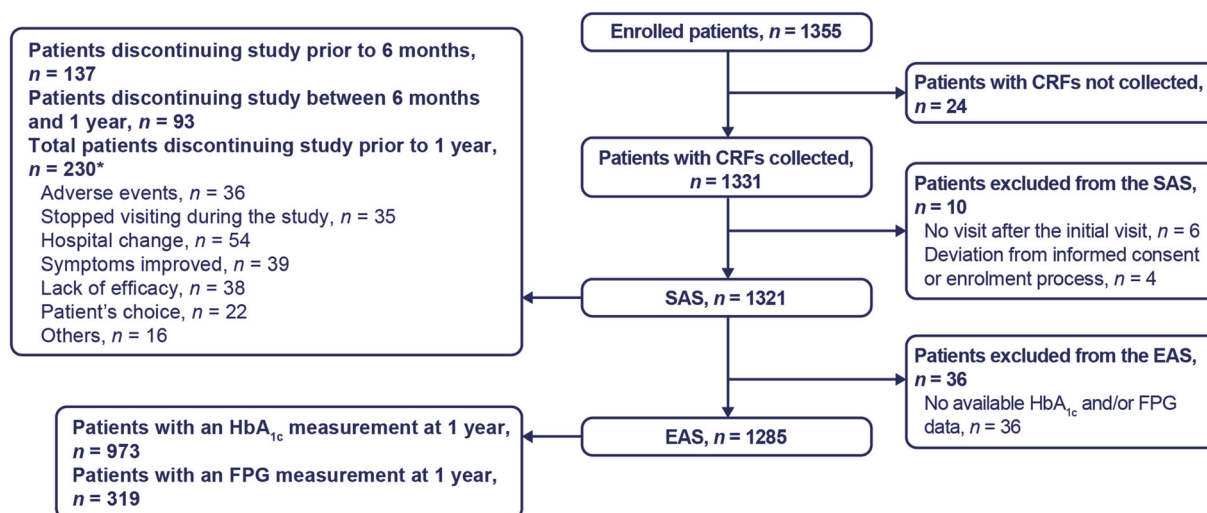 Enrolled patients, n = 1355
Patients with CRFs not collected,
n = 24
Patients with CRFs collected,
n = 1331
Patients excluded from the SAS,
n = 10
No visit after the initial visit, n = 6
Deviation from informed consent
or enrolment process, n = 4
SAS, n = 1321
Patients discontinuing study prior to 6 months,
n = 137
Patients discontinuing study between 6 months
and 1 year, n = 93
Total patients discontinuing study prior to 1 year,
n = 230*
Adverse events, n = 36
Stopped visiting during the study, n = 35
Hospital change, n = 54
Symptoms improved, n = 39
Lack of efficacy, n = 38
Patient’s choice, n = 22
Others, n = 16
Patients excluded from the EAS,
n = 36
No available HbA1c and/or FPG
data, n = 36
EAS, n = 1285
Patients with an HbA1c measurement at 1 year,
n = 973
Patients with an FPG measurement at 1 year,
n = 319